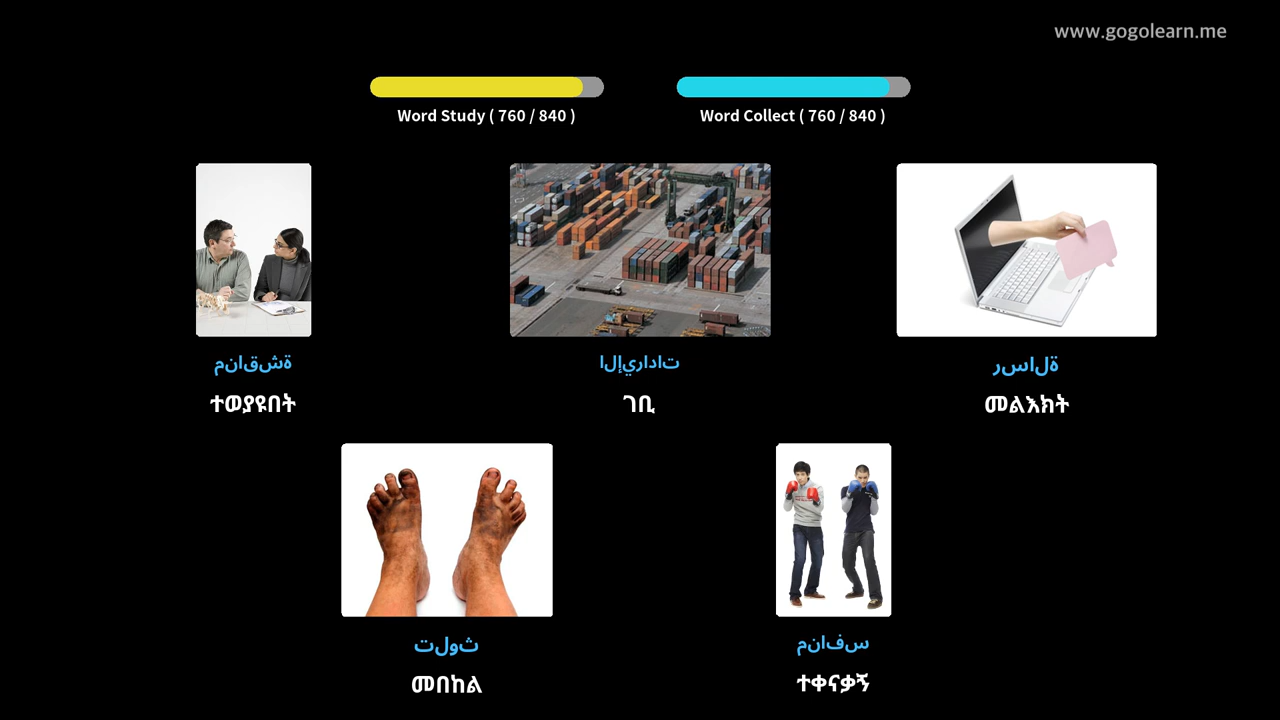 www.gogolearn.me
Word Study ( 760 / 840 )
Word Collect ( 760 / 840 )
مناقشة
ተወያዩበት
الإيرادات
ገቢ
رسالة
መልእክት
تلوث
መበከል
منافس
ተቀናቃኝ